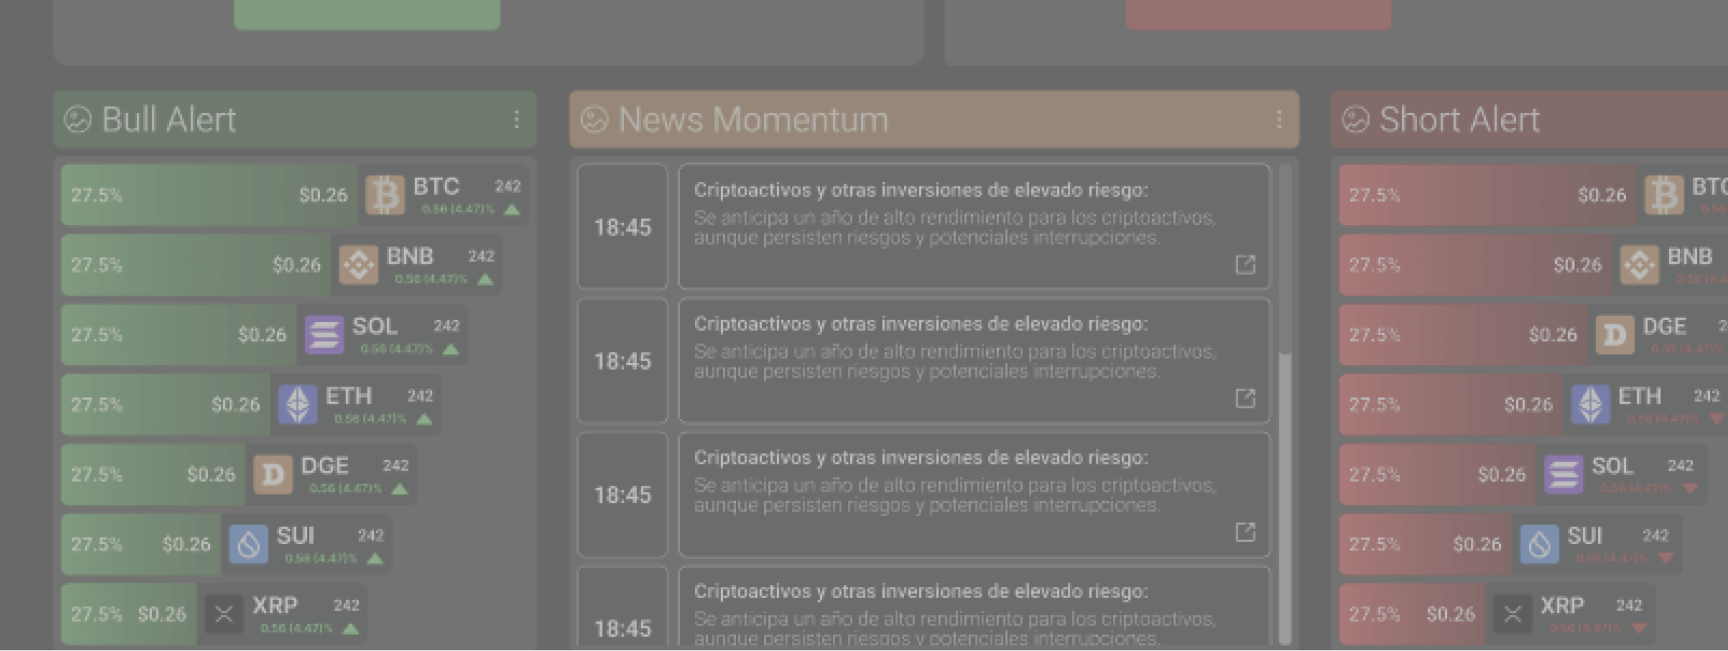 Bull Alert
27.5% $0.26 BTC 242
0.56 (4.47)%
27.5% $0.26 BNB 242
0.56 (4.47)%
27.5% $0.26 SOL 242
0.56 (4.47)%
27.5% $0.26 ETH 242
0.56 (4.47)%
27.5% $0.26 DGE 242
0.56 (4.47)%
27.5% $0.26 SUI 242
0.56 (4.47)%
27.5% $0.26 XRP 242
0.56 (4.47)%
News Momentum
18:45
Criptoactivos y otras inversiones de elevado riesgo:
Se anticipa un año de alto rendimiento para los criptoactivos,
aunque persisten riesgos y potenciales interrupciones.
18:45
Criptoactivos y otras inversiones de elevado riesgo:
Se anticipa un año de alto rendimiento para los criptoactivos,
aunque persisten riesgos y potenciales interrupciones.
18:45
Criptoactivos y otras inversiones de elevado riesgo:
Se anticipa un año de alto rendimiento para los criptoactivos,
aunque persisten riesgos y potenciales interrupciones.
18:45
Criptoactivos y otras inversiones de elevado riesgo:
Se anticipa un año de alto rendimiento para los criptoactivos,
aunque persisten riesgos y potenciales interrupciones.
Short Alert
27.5% $0.26 BTC
27.5% $0.26 BNB
27.5% $0.26 DGE
27.5% $0.26 ETH 242
0.56 (4.47)%
27.5% $0.26 SOL 242
0.56 (4.47)%
27.5% $0.26 SUI 242
0.56 (4.47)%
27.5% $0.26 XRP 242
0.56 (4.47)%